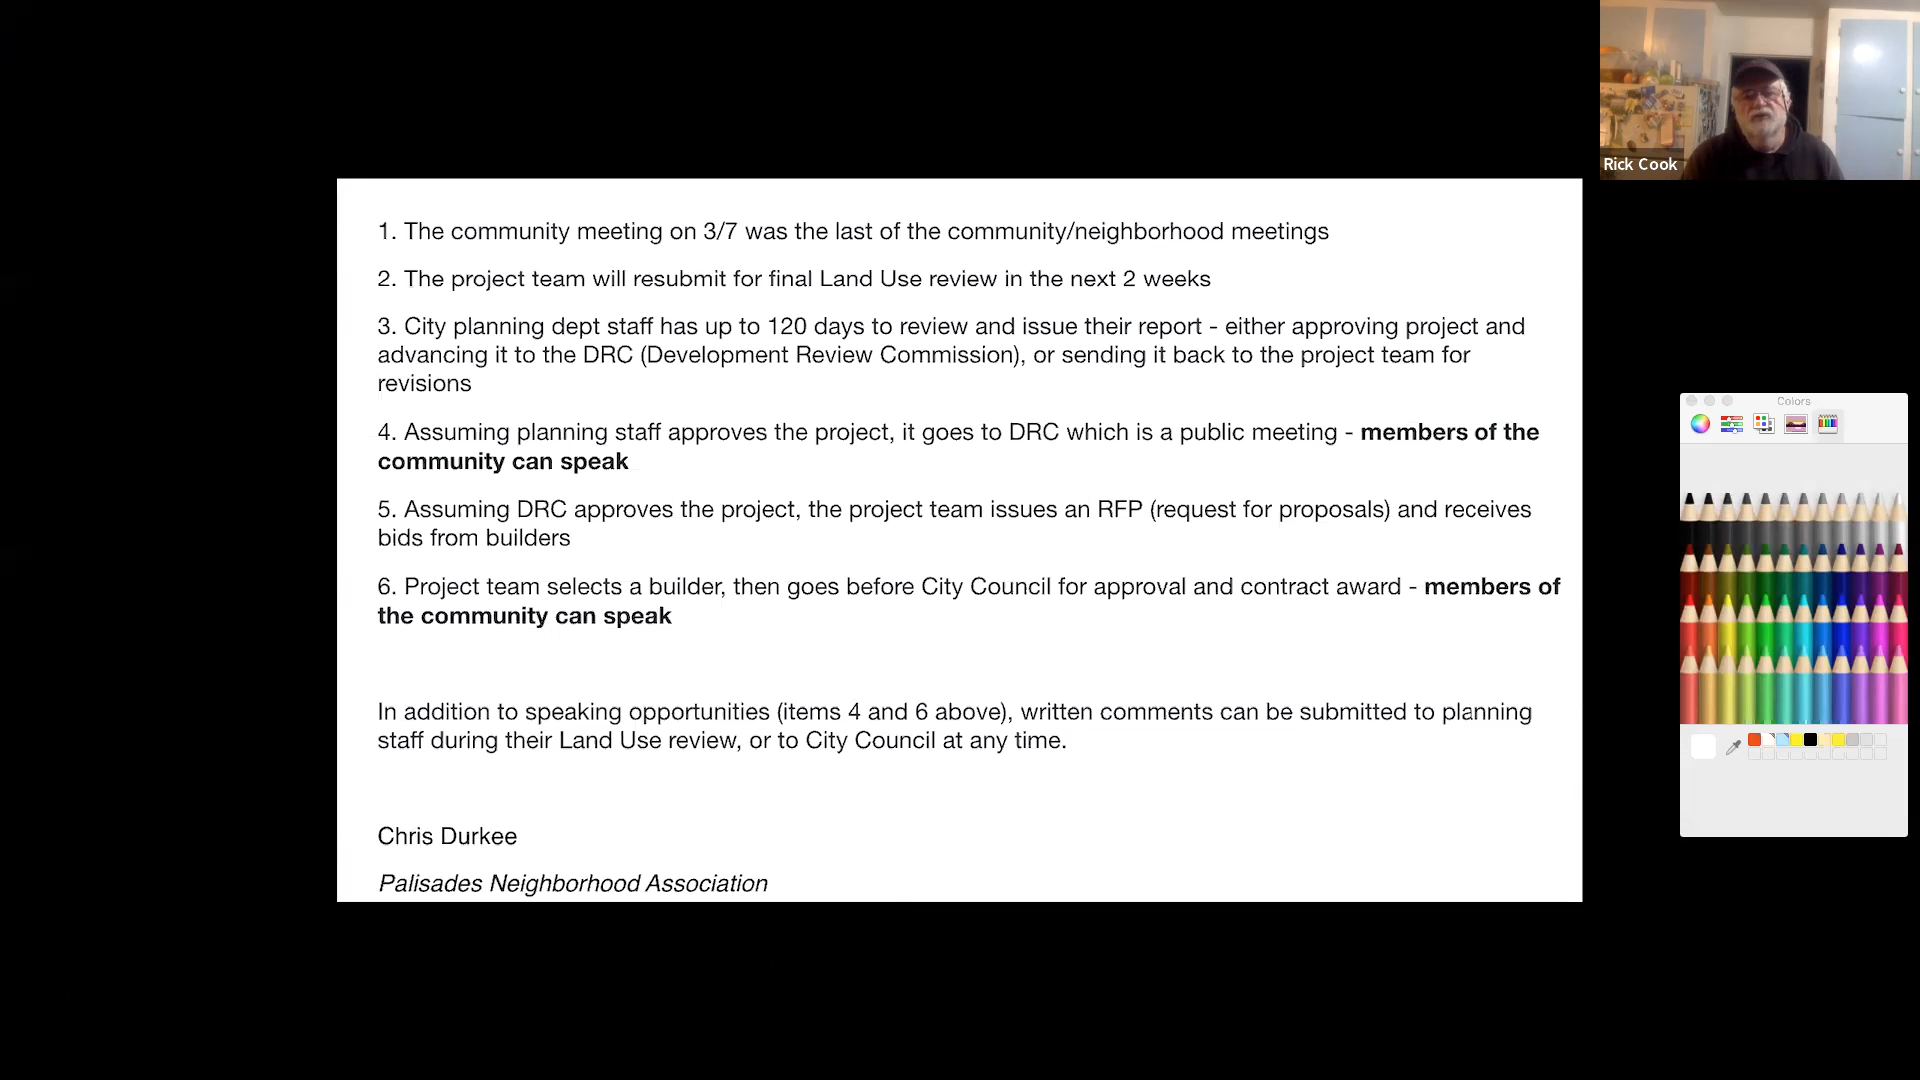 Rick Cook
1. The community meeting on 3/7 was the last of the community/neighborhood meetings
2. The project team will resubmit for final Land Use review in the next 2 weeks
3. City planning dept staff has up to 120 days to review and issue their report - either approving project and
advancing it to the DRC (Development Review Commission), or sending it back to the project team for
revisions
4. Assuming planning staff approves the project, it goes to DRC which is a public meeting - members of the
community can speak
5. Assuming DRC approves the project, the project team issues an RFP (request for proposals) and receives
bids from builders
6. Project team selects a builder, then goes before City Council for approval and contract award - members of
the community can speak
In addition to speaking opportunities (items 4 and 6 above), written comments can be submitted to planning
staff during their Land Use review, or to City Council at any time.
Chris Durkee
Palisades Neighborhood Association
Colors